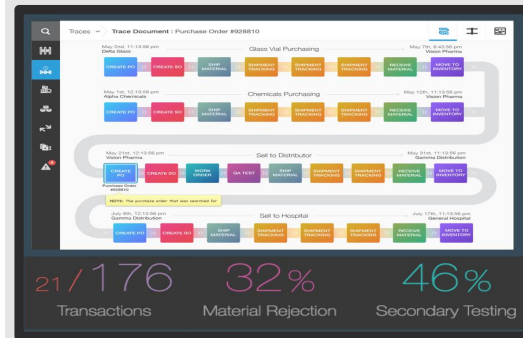 Traces Trace Document : Purchase Order #928810
May 2nd, 11:13:56 pm
Delta Glass
Glass Vial Purchasing
May 7th, 8:43:56 pm
Vision Pharma
CREATE PO CREATE SO SHIP MATERIAL SHIPMENT TRACKING SHIPMENT TRACKING SHIPMENT TRACKING RECEIVE MATERIAL MOVE TO INVENTORY
May 1st, 12:13:56 pm
Alpha Chemicals
Chemicals Purchasing
May 12th, 11:13:56 pm
Vision Pharma
CREATE PO CREATE SO SHIP MATERIAL SHIPMENT TRACKING SHIPMENT TRACKING SHIPMENT TRACKING RECEIVE MATERIAL MOVE TO INVENTORY
May 21st, 12:13:56 pm
Vision Pharma
Sell to Distributor
May 31st, 11:13:56 pm
Gamma Distribution
CREATE PO CREATE SO WORK ORDER QA TEST SHIP MATERIAL SHIPMENT TRACKING SHIPMENT TRACKING RECEIVE MATERIAL MOVE TO INVENTORY
Purchase Order
#928810
NOTE: The purchase order that was searched for
July 8th, 12:13:56 pm
Gamma Distribution
Sell to Hospital
July 17th, 11:13:56 pm
General Hospital
CREATE PO CREATE SO SHIP MATERIAL SHIPMENT TRACKING SHIPMENT TRACKING SHIPMENT TRACKING RECEIVE MATERIAL MOVE TO INVENTORY
21/176
Transactions
32%
Material Rejection
46%
Secondary Testing